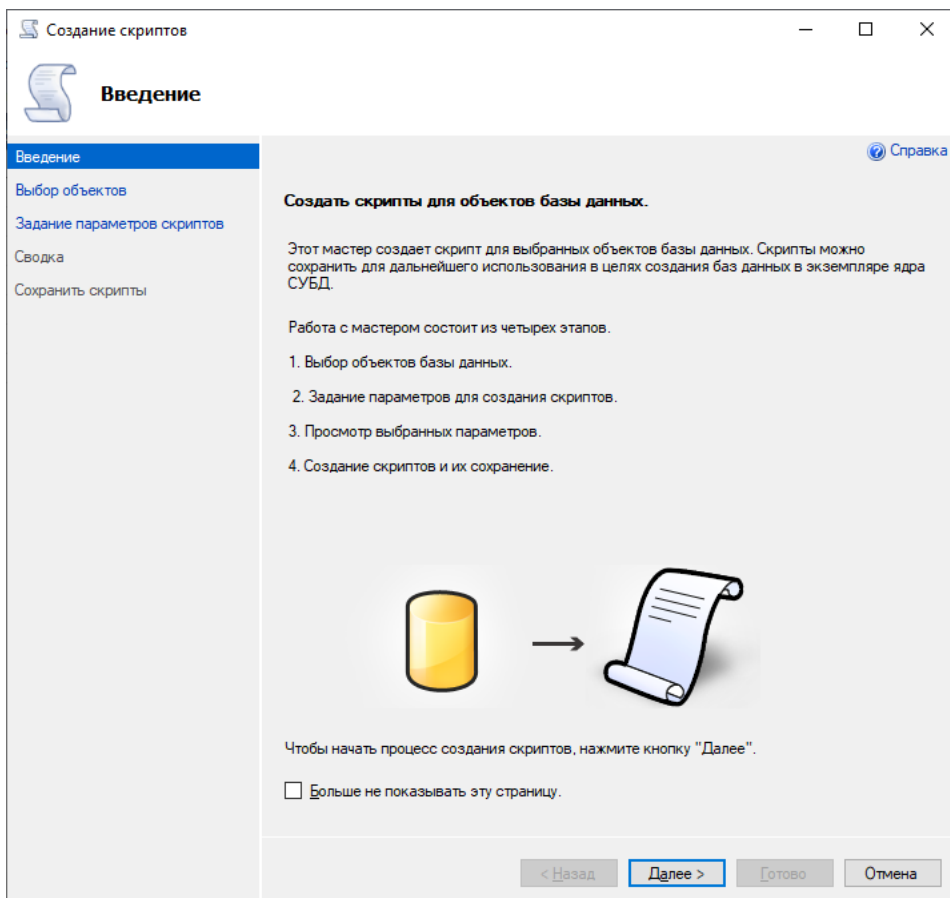 Создание скриптов
Введение
Введение
Выбор объектов
Задание параметров скриптов
Сводка
Сохранить скрипты
Справка
Создать скрипты для объектов базы данных.
Этот мастер создает скрипт для выбранных объектов базы данных. Скрипты можно
сохранить для дальнейшего использования в целях создания баз данных в экземпляре ядра
СУБД.
Работа с мастером состоит из четырех этапов.
1. Выбор объектов базы данных.
2. Задание параметров для создания скриптов.
3. Просмотр выбранных параметров.
4. Создание скриптов и их сохранение.
Чтобы начать процесс создания скриптов, нажмите кнопку "Далее".
Больше не показывать эту страницу.
< Назад
Далее >
Готово
Отмена